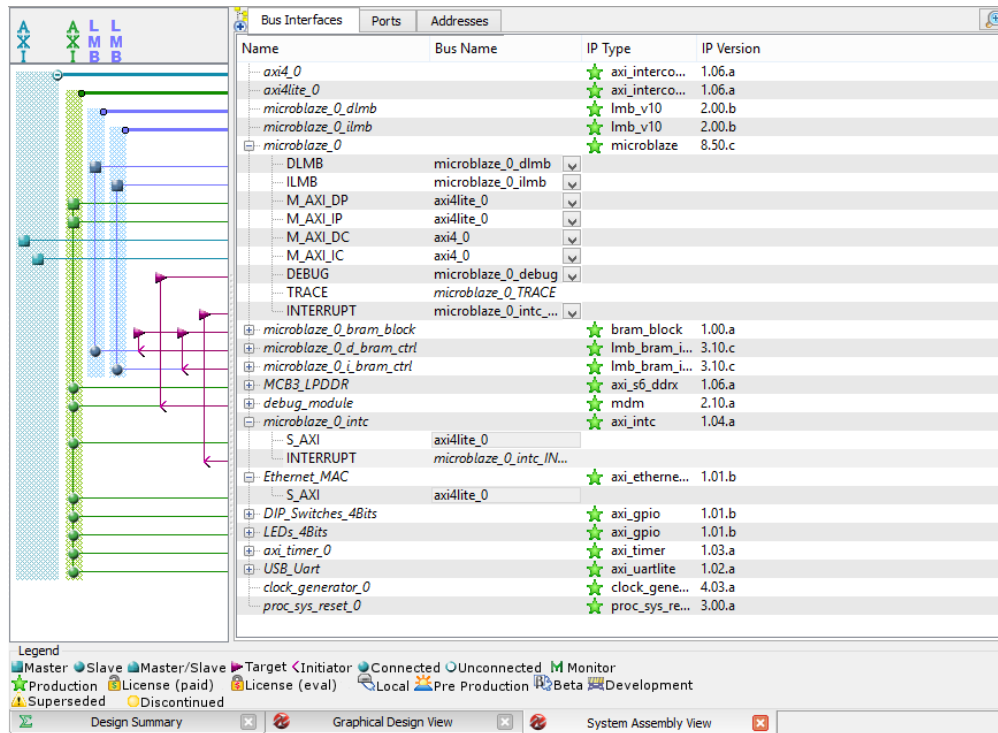 Bus Interfaces Ports Addresses
AXI AXI LMB LMB
Name Bus Name IP Type IP Version
axi4_0 axi_interco... 1.06.a
axi4lite_0 axi_interco... 1.06.a
microblaze_0_dlmb lmb_v10 2.00.b
microblaze_0_ilmb lmb_v10 2.00.b
microblaze_0 microblaze 8.50.c
DLMB microblaze_0_dlmb
ILMB microblaze_0_ilmb
M_AXI_DP axi4lite_0
M_AXI_IP axi4lite_0
M_AXI_DC axi4_0
M_AXI_IC axi4_0
DEBUG microblaze_0_debug
TRACE microblaze_0_TRACE
INTERRUPT microblaze_0_intc_...
microblaze_0_bram_block bram_block 1.00.a
microblaze_0_d_bram_ctrl lmb_bram_i... 3.10.c
microblaze_0_i_bram_ctrl lmb_bram_i... 3.10.c
MCB3_LPDDR axi_s6_ddrx 1.06.a
debug_module mdm 2.10.a
microblaze_0_intc axi_intc 1.04.a
S_AXI axi4lite_0
INTERRUPT microblaze_0_intc_IN...
Ethernet_MAC axi_etherne... 1.01.b
S_AXI axi4lite_0
DIP_Switches_4Bits axi_gpio 1.01.b
LEDs_4Bits axi_gpio 1.01.b
axi_timer_0 axi_timer 1.03.a
USB_Uart axi_uartlite 1.02.a
clock_generator_0 clock_gene... 4.03.a
proc_sys_reset_0 proc_sys_re... 3.00.a
Legend
Master Slave Master/Slave Target Initiator Connected Unconnected M Monitor
Production License (paid) License (eval) Local Pre Production Beta Development
Superseded Discontinued
Design Summary Graphical Design View System Assembly View